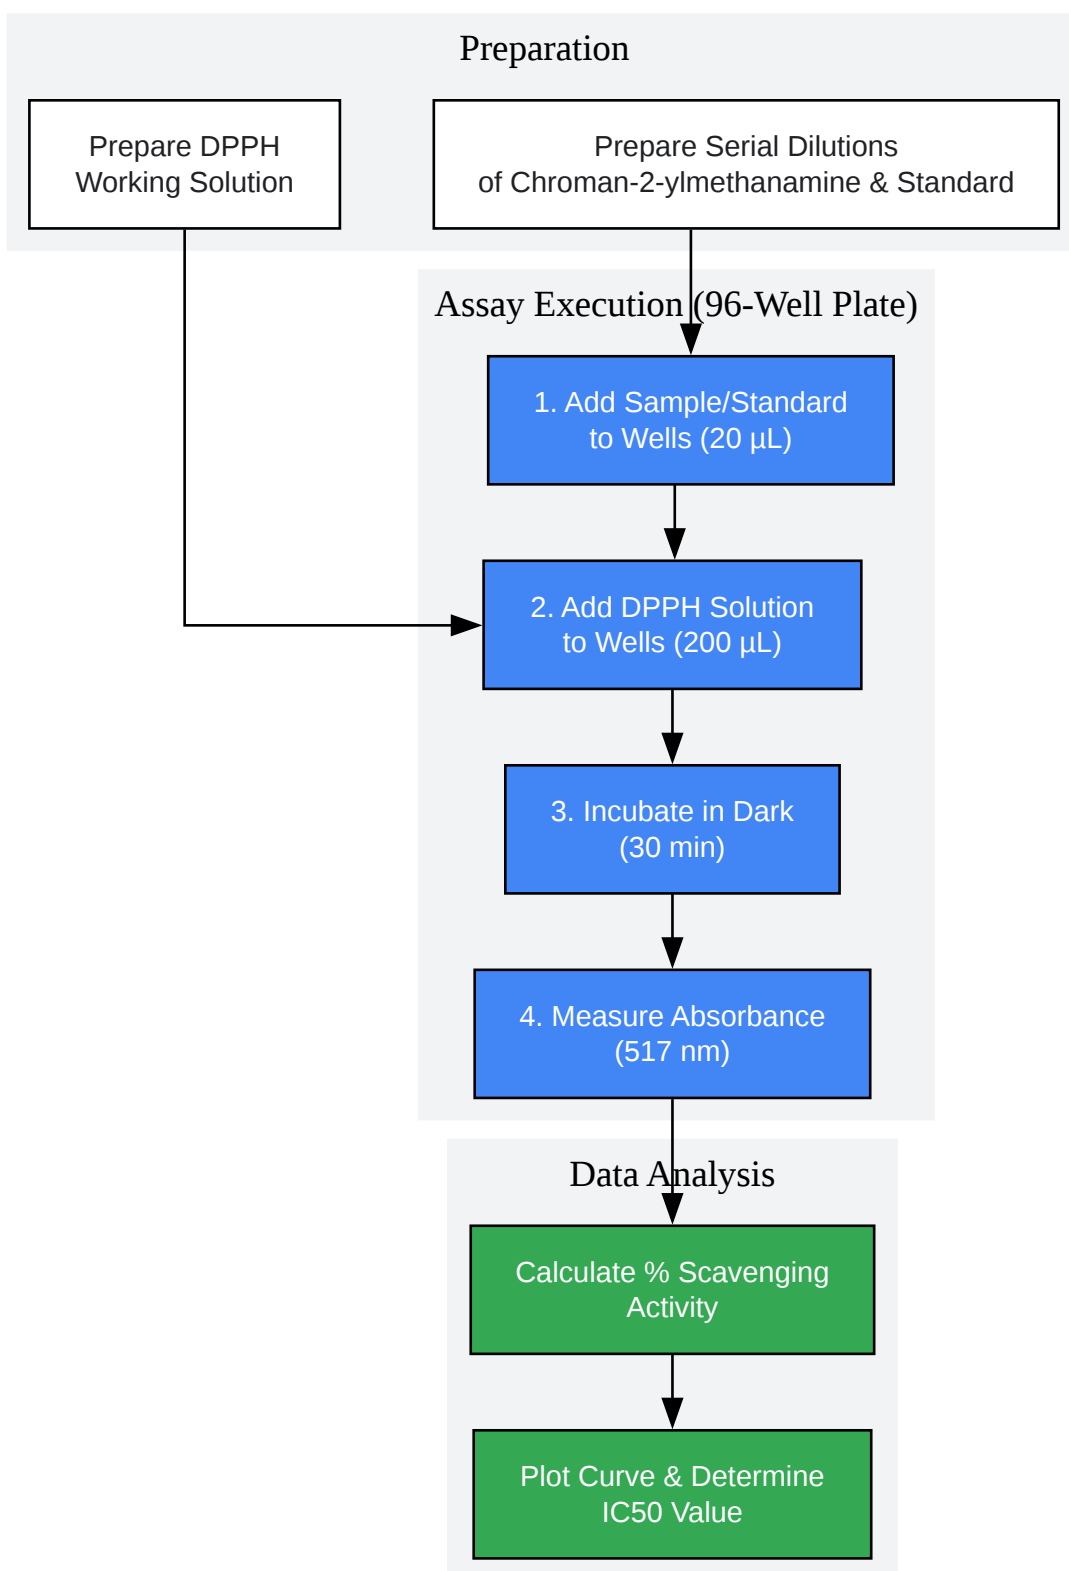 Preparation
Prepare DPPH
Working Solution
Prepare Serial Dilutions
of Chroman-2-ylmethanamine & Standard
Assay Execution (96-Well Plate)
1. Add Sample/Standard
to Wells (20 µL)
2. Add DPPH Solution
to Wells (200 µL)
3. Incubate in Dark
(30 min)
4. Measure Absorbance
(517 nm)
Data Analysis
Calculate % Scavenging
Activity
Plot Curve & Determine
IC50 Value